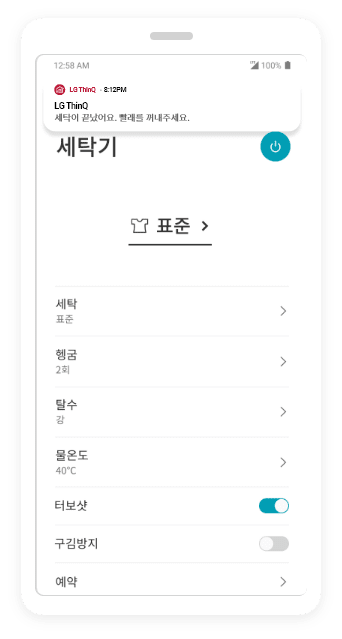 12:58 AM 100%
LG ThinQ · 8:12PM
LG ThinQ
세탁이 끝났어요. 빨래를 꺼내주세요.
세탁기
표준
세탁
표준
헹굼
2회
탈수
강
물온도
40°C
터보샷
구김방지
예약